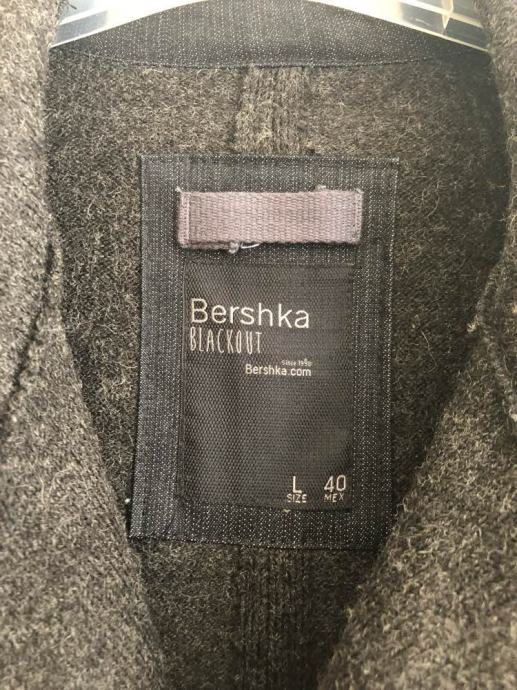 Bershka
BLACKOUT
since 1998
Bershka.com
L 40
SIZE MEX